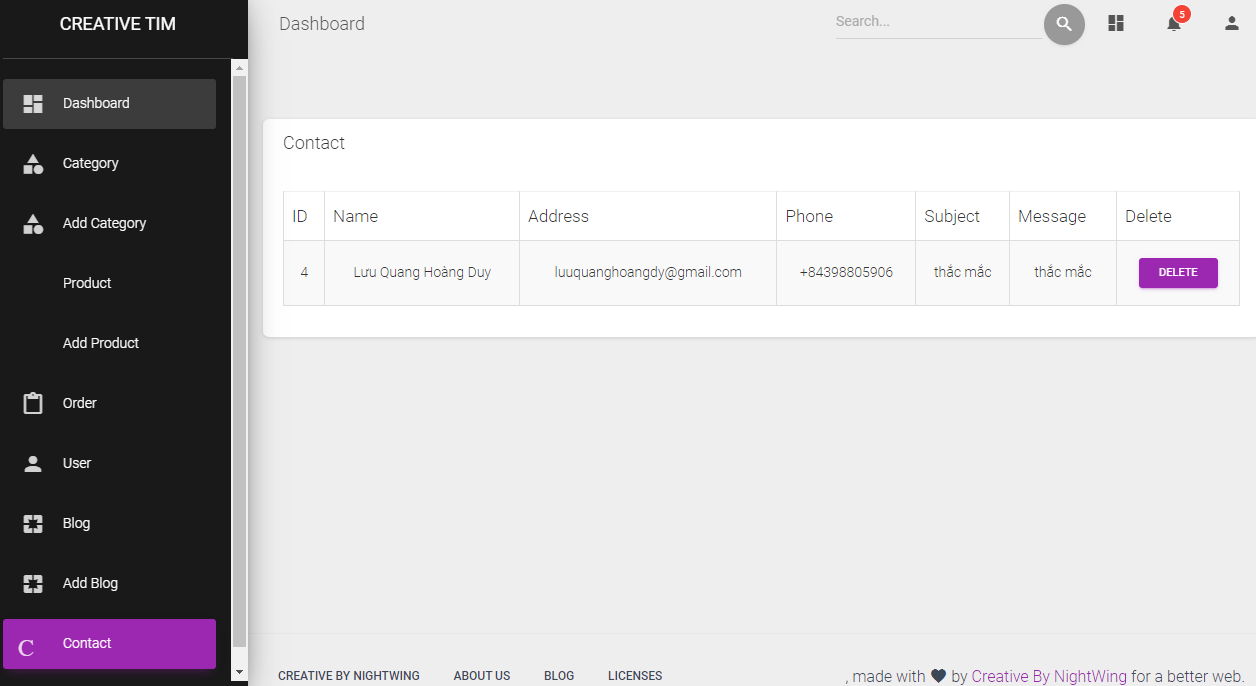 CREATIVE TIM
Dashboard
Search...
5
Dashboard
Category
Add Category
Product
Add Product
Order
User
Blog
Add Blog
C Contact
Contact
ID Name Address Phone Subject Message Delete
4 Lưu Quang Hoàng Duy luuquanghoangdy@gmail.com +84398805906 thắc mắc thắc mắc DELETE
CREATIVE BY NIGHTWING ABOUT US BLOG LICENSES
, made with by Creative By NightWing for a better web.